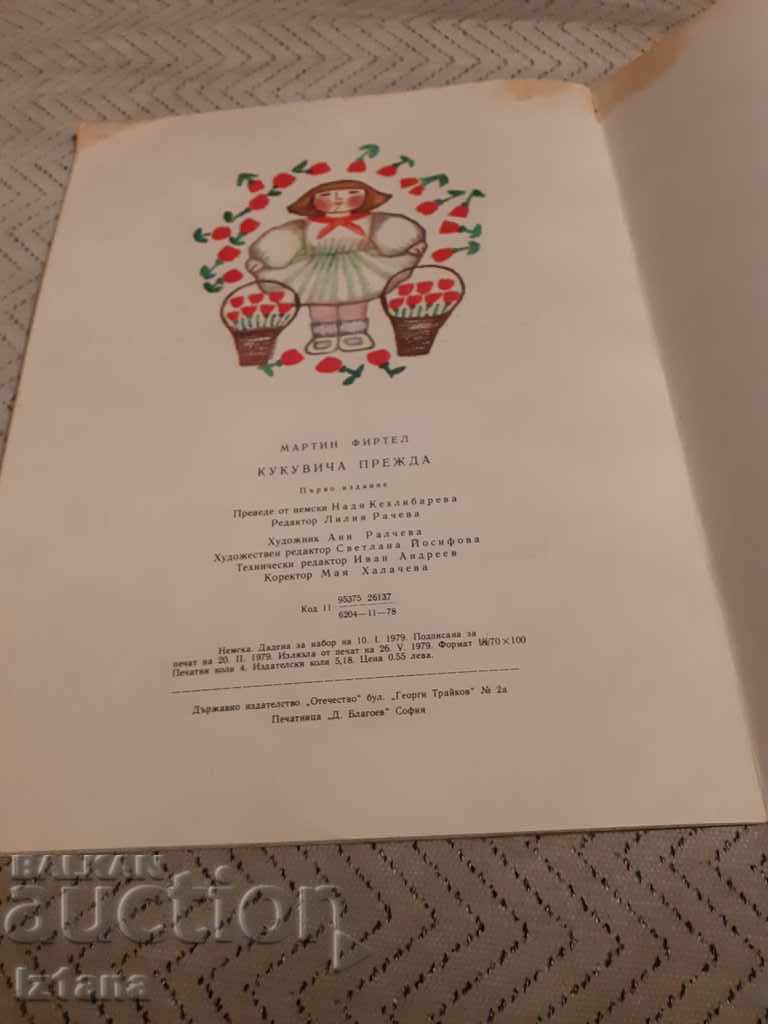 МАРТИН ФИРТЕЛ
КУКУВИЧА ПРЕЖДА
Първо издание
Преведе от немски Надя Кехлибарева
Редактор Лилия Рачева
Художник Ани Ралчева
Художествен редактор Светлана Йосифова
Технически редактор Иван Андреев
Коректор Мая Халачева
Код 11 95375 26137
6204—11—78
Немска. Дадена за набор на 10. I. 1979. Подписана за
печат на 20. II. 1979. Излязла от печат на 26. V. 1979. Формат 70×100
Печатни коли 4. Издателски коли 5,18. Цена 0.55 лева.
Държавно издателство „Отечество" бул. „Георги Трайков" № 2а
Печатница „Д. Благоев" София
BALKAN
auction
iz1ana